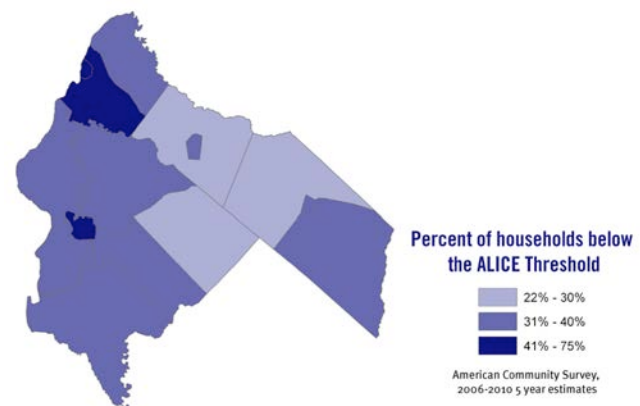 Percent of households below
the ALICE Threshold
22% - 30%
31% - 40%
41% - 75%
American Community Survey,
2006-2010 5 year estimates